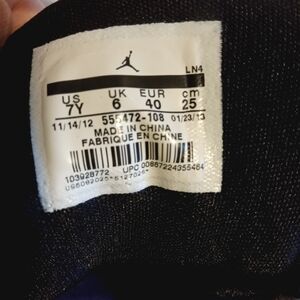 LN4
US UK EUR cm
7Y 6 40 25
11/14/12 555472-108 01/23/13
MADE IN CHINA
FABRIQUE EN CHINE
103928772 UPC